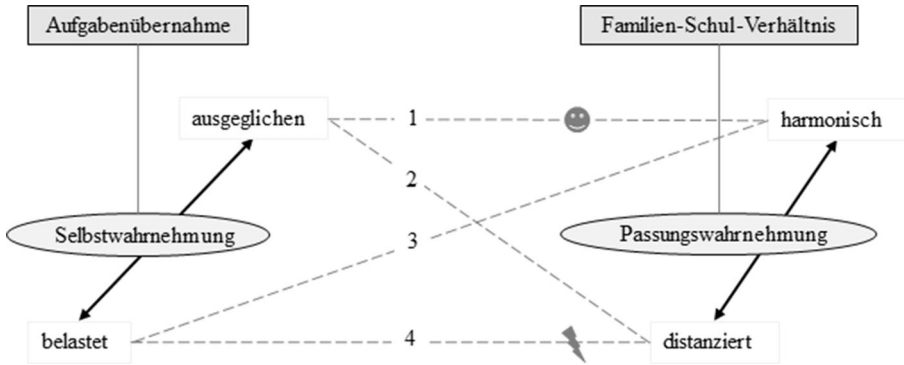 Aufgabenübernahme
Familien-Schul-Verhältnis
ausgeglichen
1
harmonisch
2
Selbstwahrnehmung
3
Passungswahrnehmung
belastet
4
distanziert